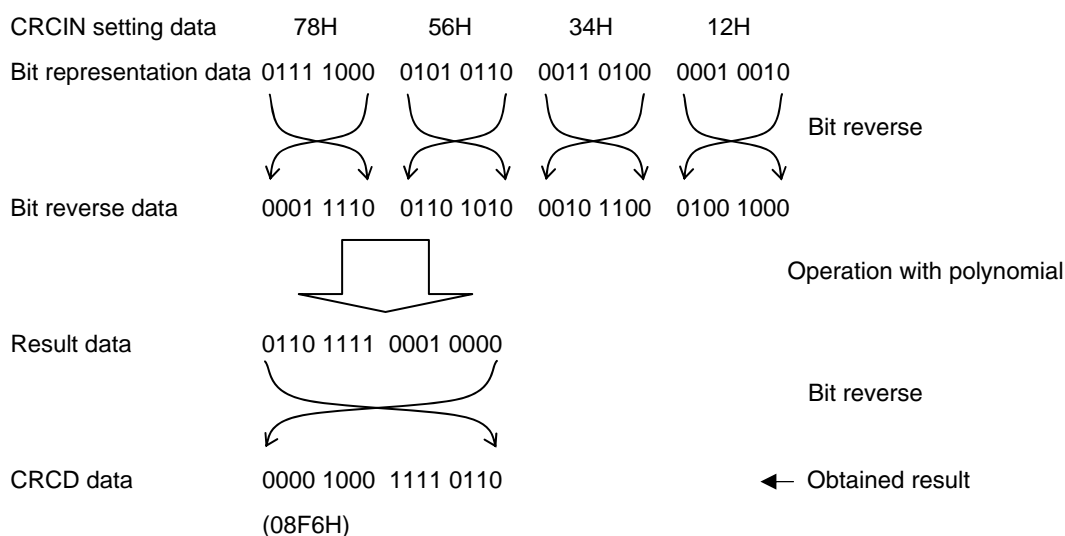 CRCIN setting data 78H 56H 34H 12H
Bit representation data 0111 1000 0101 0110 0011 0100 0001 0010
Bit reverse
Bit reverse data 0001 1110 0110 1010 0010 1100 0100 1000
Operation with polynomial
Result data 0110 1111 0001 0000
Bit reverse
CRCD data 0000 1000 1111 0110 Obtained result
(08F6H)